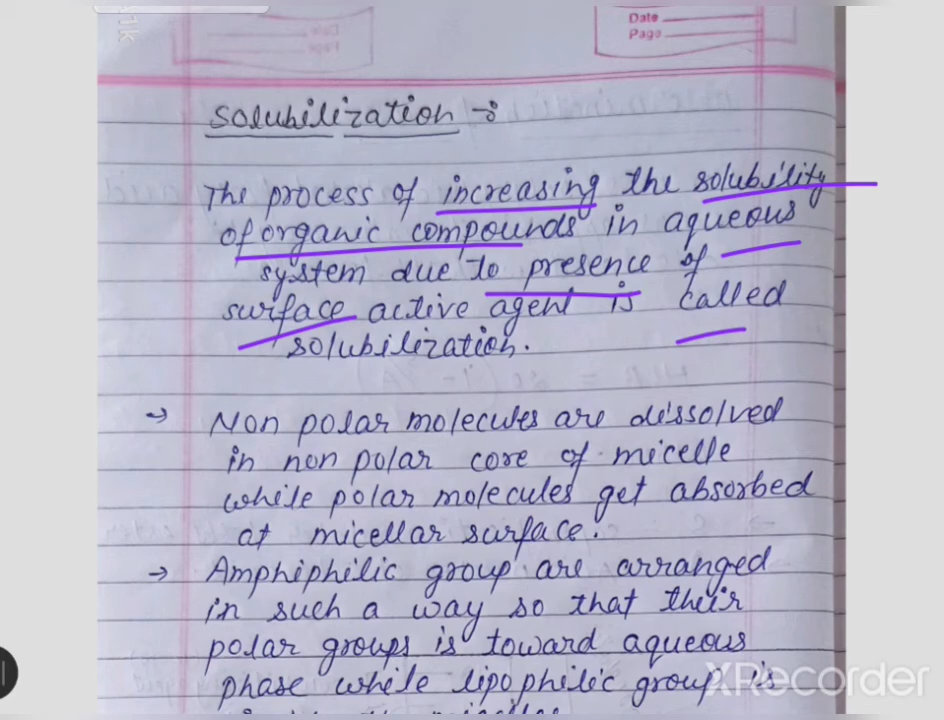 Date
Page
Solubilization :-
The process of increasing the solubility
of organic compounds in aqueous
system due to presence of
surface active agent is called
solubilization.
→ Non polar molecules are dissolved
in non polar core of micelle
while polar molecules get absorbed
at micellar surface.
→ Amphiphilic group are arranged
in such a way so that their
polar groups is toward aqueous
phase while lipophilic group is
XRecorder